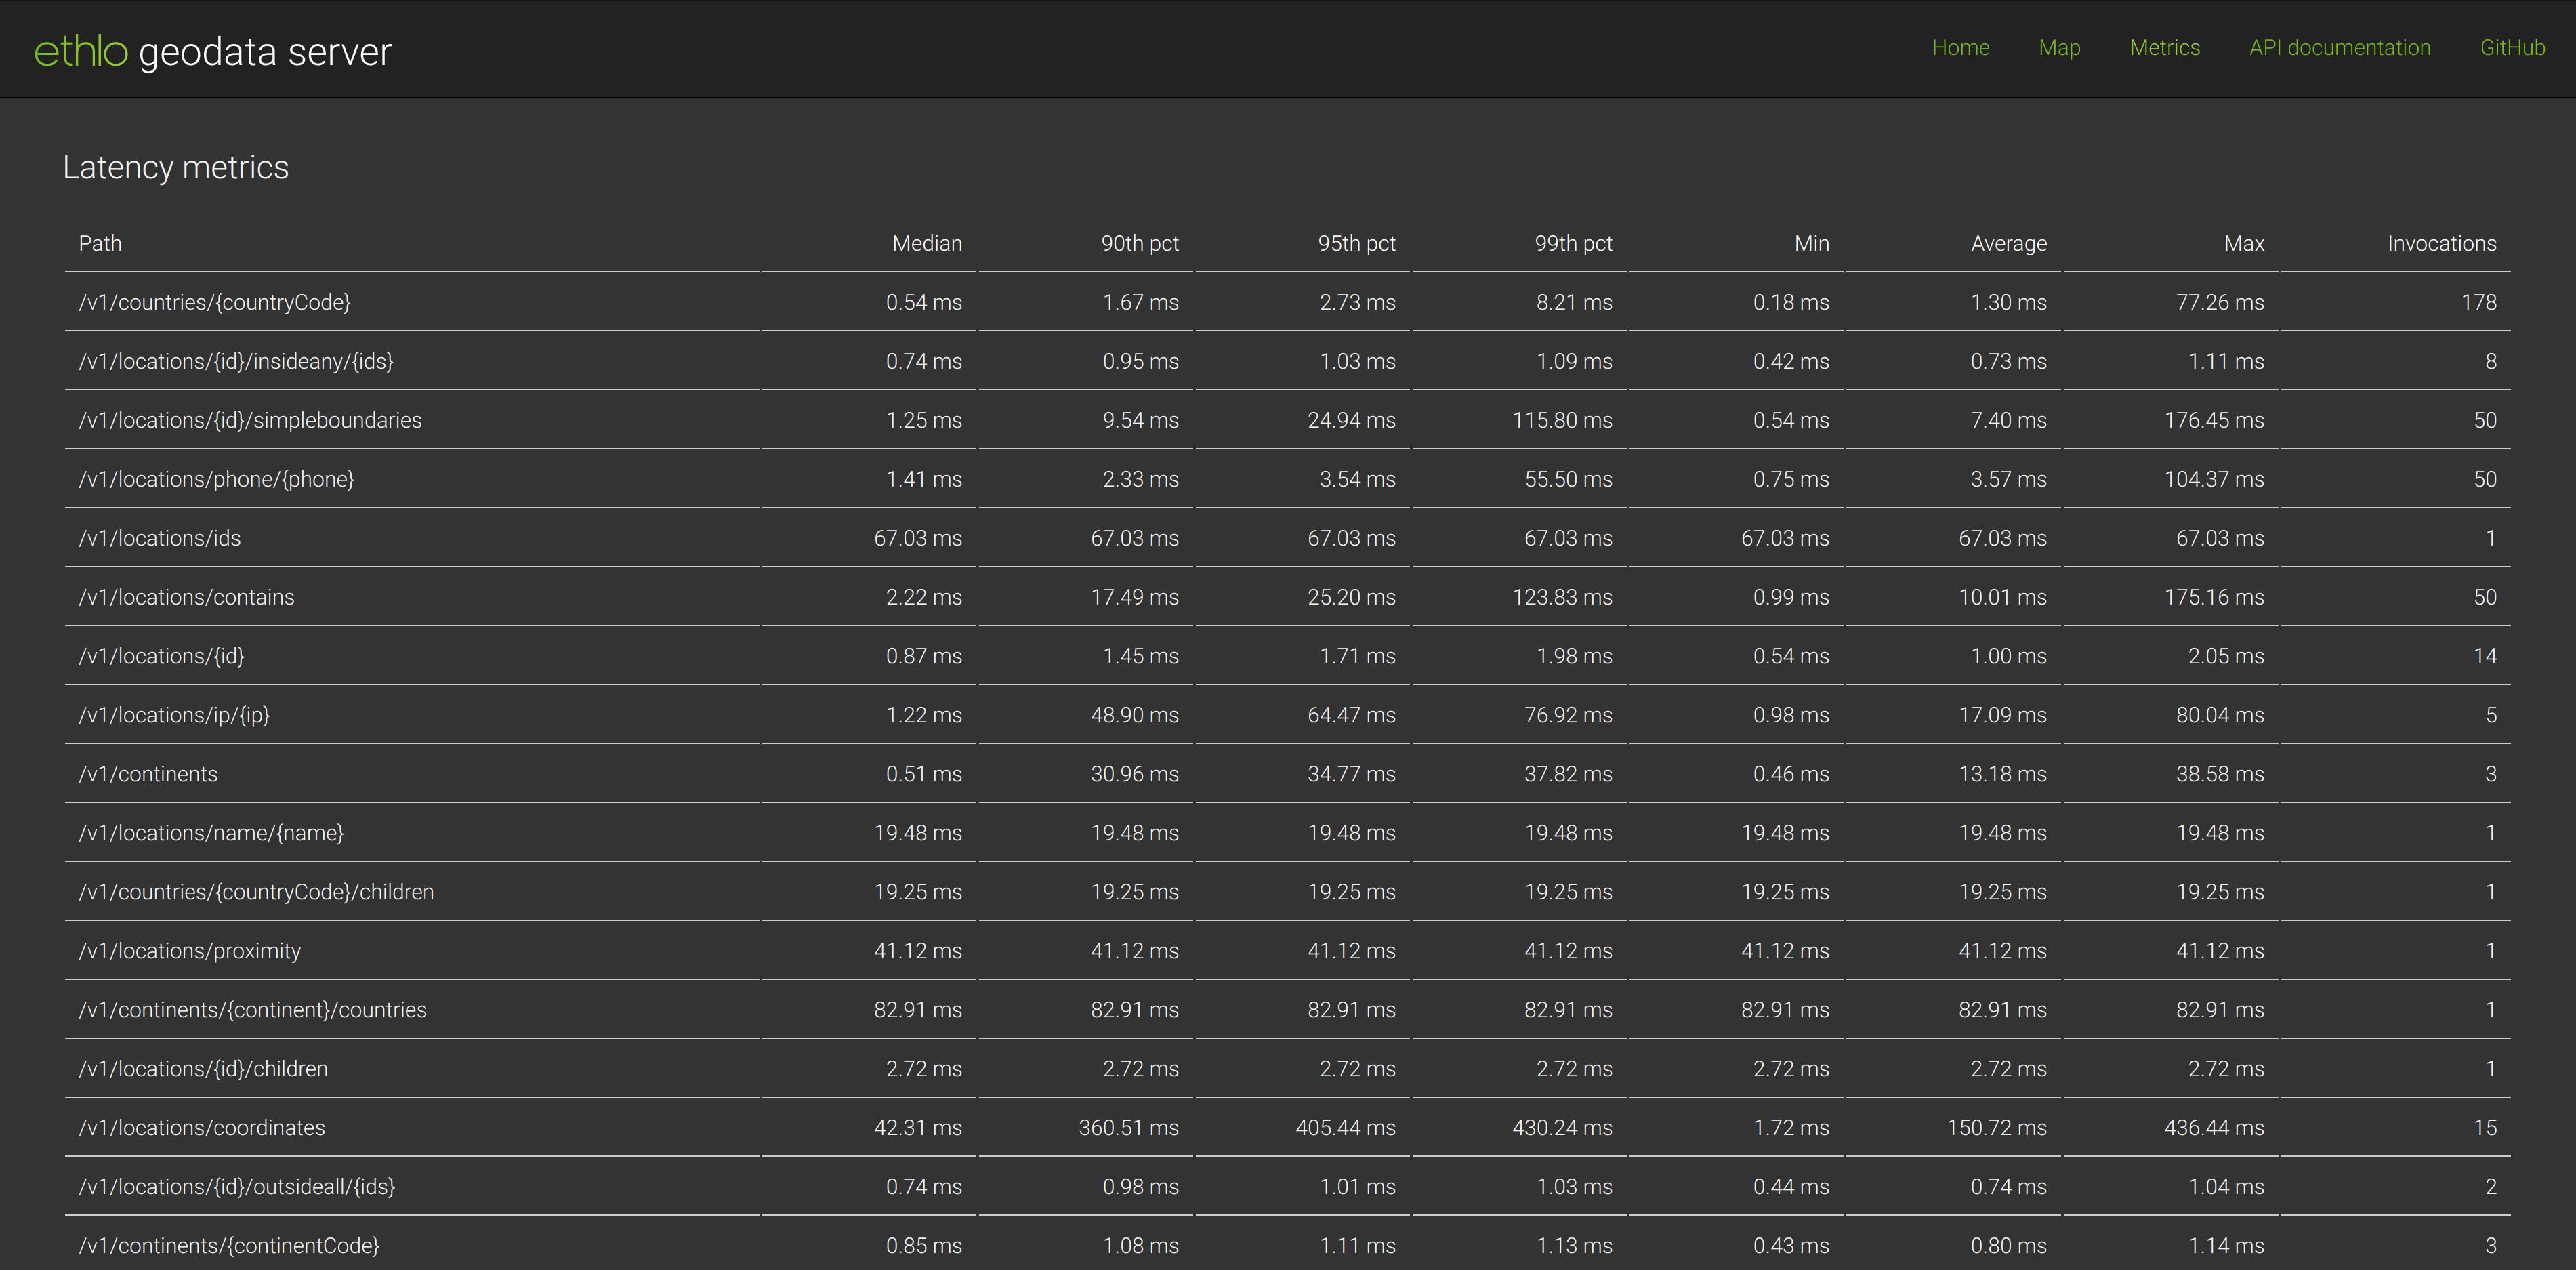 ethlo geodata server Home Map Metrics API documentation GitHub
Latency metrics
Path Median 90th pct 95th pct 99th pct Min Average Max Invocations
/v1/countries/{countryCode} 0.54 ms 1.67 ms 2.73 ms 8.21 ms 0.18 ms 1.30 ms 77.26 ms 178
/v1/locations/{id}/insideany/{ids} 0.74 ms 0.95 ms 1.03 ms 1.09 ms 0.42 ms 0.73 ms 1.11 ms 8
/v1/locations/{id}/simpleboundaries 1.25 ms 9.54 ms 24.94 ms 115.80 ms 0.54 ms 7.40 ms 176.45 ms 50
/v1/locations/phone/{phone} 1.41 ms 2.33 ms 3.54 ms 55.50 ms 0.75 ms 3.57 ms 104.37 ms 50
/v1/locations/ids 67.03 ms 67.03 ms 67.03 ms 67.03 ms 67.03 ms 67.03 ms 67.03 ms 1
/v1/locations/contains 2.22 ms 17.49 ms 25.20 ms 123.83 ms 0.99 ms 10.01 ms 175.16 ms 50
/v1/locations/{id} 0.87 ms 1.45 ms 1.71 ms 1.98 ms 0.54 ms 1.00 ms 2.05 ms 14
/v1/locations/ip/{ip} 1.22 ms 48.90 ms 64.47 ms 76.92 ms 0.98 ms 17.09 ms 80.04 ms 5
/v1/continents 0.51 ms 30.96 ms 34.77 ms 37.82 ms 0.46 ms 13.18 ms 38.58 ms 3
/v1/locations/name/{name} 19.48 ms 19.48 ms 19.48 ms 19.48 ms 19.48 ms 19.48 ms 19.48 ms 1
/v1/countries/{countryCode}/children 19.25 ms 19.25 ms 19.25 ms 19.25 ms 19.25 ms 19.25 ms 19.25 ms 1
/v1/locations/proximity 41.12 ms 41.12 ms 41.12 ms 41.12 ms 41.12 ms 41.12 ms 41.12 ms 1
/v1/continents/{continent}/countries 82.91 ms 82.91 ms 82.91 ms 82.91 ms 82.91 ms 82.91 ms 82.91 ms 1
/v1/locations/{id}/children 2.72 ms 2.72 ms 2.72 ms 2.72 ms 2.72 ms 2.72 ms 2.72 ms 1
/v1/locations/coordinates 42.31 ms 360.51 ms 405.44 ms 430.24 ms 1.72 ms 150.72 ms 436.44 ms 15
/v1/locations/{id}/outsideall/{ids} 0.74 ms 0.98 ms 1.01 ms 1.03 ms 0.44 ms 0.74 ms 1.04 ms 2
/v1/continents/{continentCode} 0.85 ms 1.08 ms 1.11 ms 1.13 ms 0.43 ms 0.80 ms 1.14 ms 3